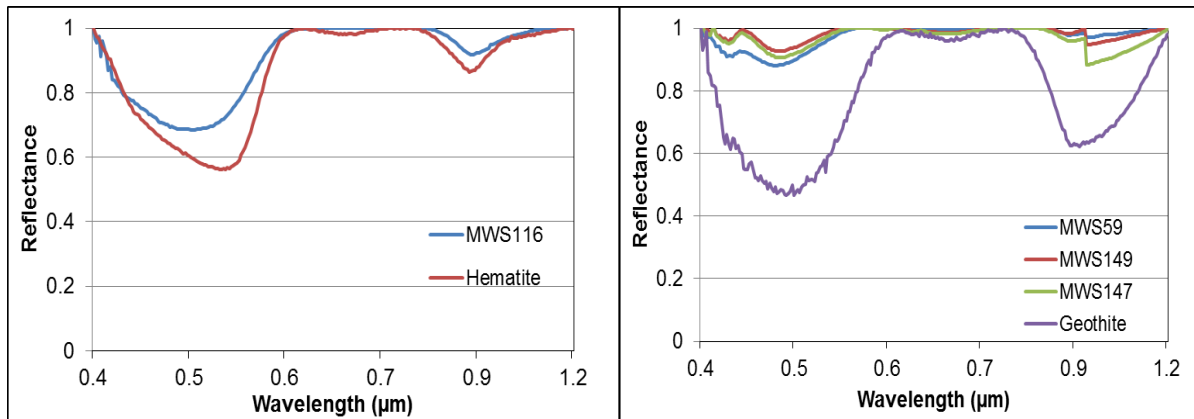 Reflectance
1
0.8
0.6
0.4
0.2
0
MWS116
Hematite
0.4 0.5 0.6 0.7 0.9 1.2
Wavelength (µm)
Reflectance
1
0.8
0.6
0.4
0.2
0
MWS59
MWS149
MWS147
Geothite
0.4 0.5 0.6 0.8 0.9 1.2
Wavelength (µm)